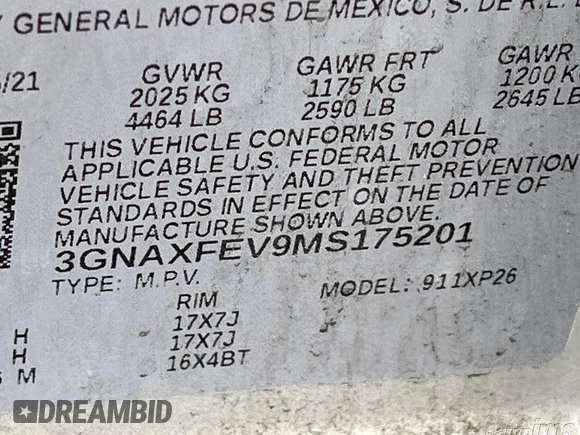 Y GENERAL MOTORS DE MEXICO, S. DE R.L.
/21 GVWR GAWR FRT GAWR
2025 KG 1175 KG 1200 KG
4464 LB 2590 LB 2645 LB
THIS VEHICLE CONFORMS TO ALL
APPLICABLE U.S. FEDERAL MOTOR
VEHICLE SAFETY AND THEFT PREVENTION
STANDARDS IN EFFECT ON THE DATE OF
MANUFACTURE SHOWN ABOVE.
3GNAXFEV9MS175201
TYPE: M.P.V. MODEL: 911XP26
RIM
H 17X7J
H 17X7J
M 16X4BT
DREAMBID